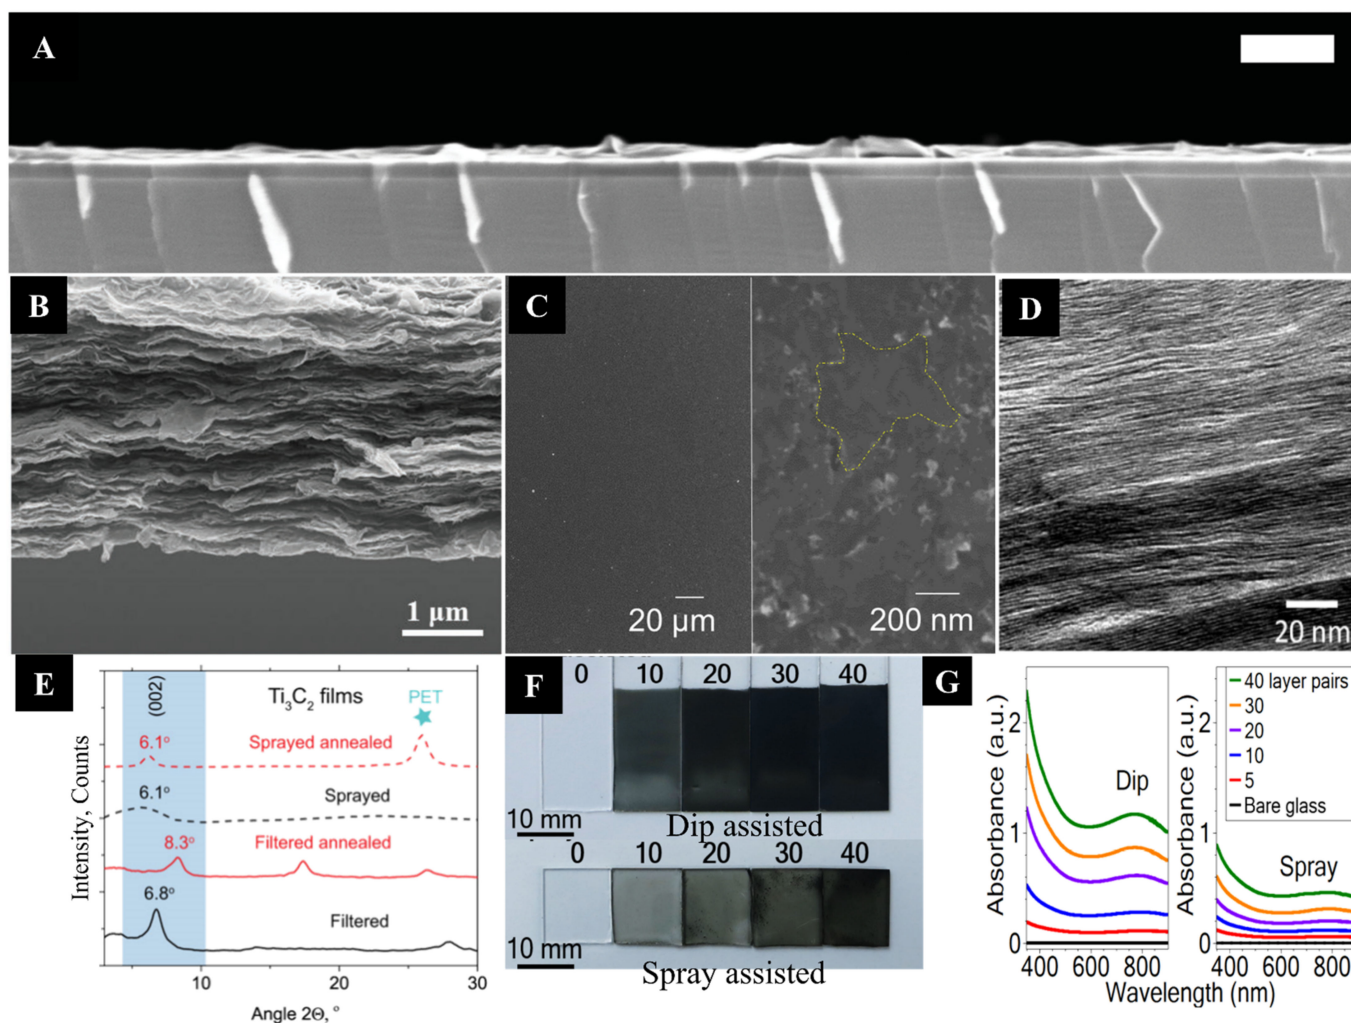 A
B
1 μm
C
20 μm
200 nm
D
20 nm
E
(002)
Ti3C2 films
PET
6.1°
Sprayed annealed
6.1°
Sprayed
8.3°
Filtered annealed
6.8°
Filtered
Intensity, Counts
10 20 30
Angle 2Θ, °
F
0 10 20 30 40
10 mm
Dip assisted
0 10 20 30 40
10 mm
Spray assisted
G
Absorbance (a.u.)
2
1
0
Dip
400 600 800
Absorbance (a.u.)
2
1
0
40 layer pairs
30
20
10
5
Bare glass
Spray
400 600 800
Wavelength (nm)